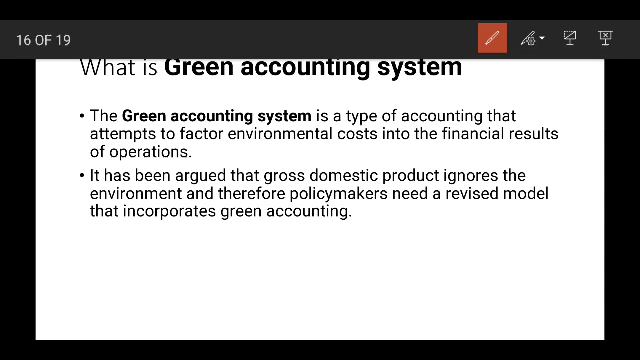 16 OF 19
What is Green accounting system
• The Green accounting system is a type of accounting that
attempts to factor environmental costs into the financial results
of operations.
• It has been argued that gross domestic product ignores the
environment and therefore policymakers need a revised model
that incorporates green accounting.